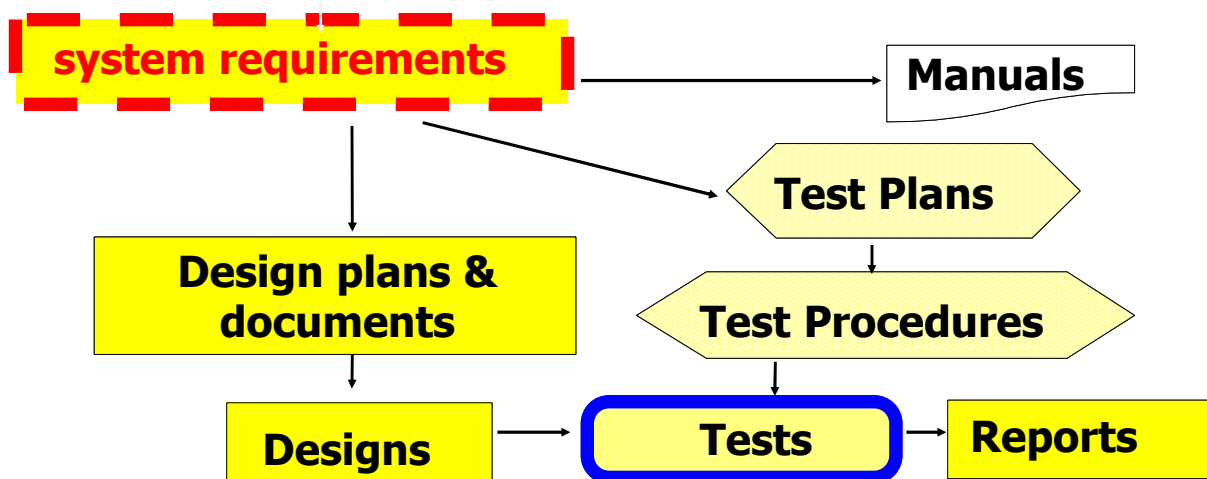 system requirements
Manuals
Test Plans
Design plans &
documents
Test Procedures
Designs
Tests
Reports